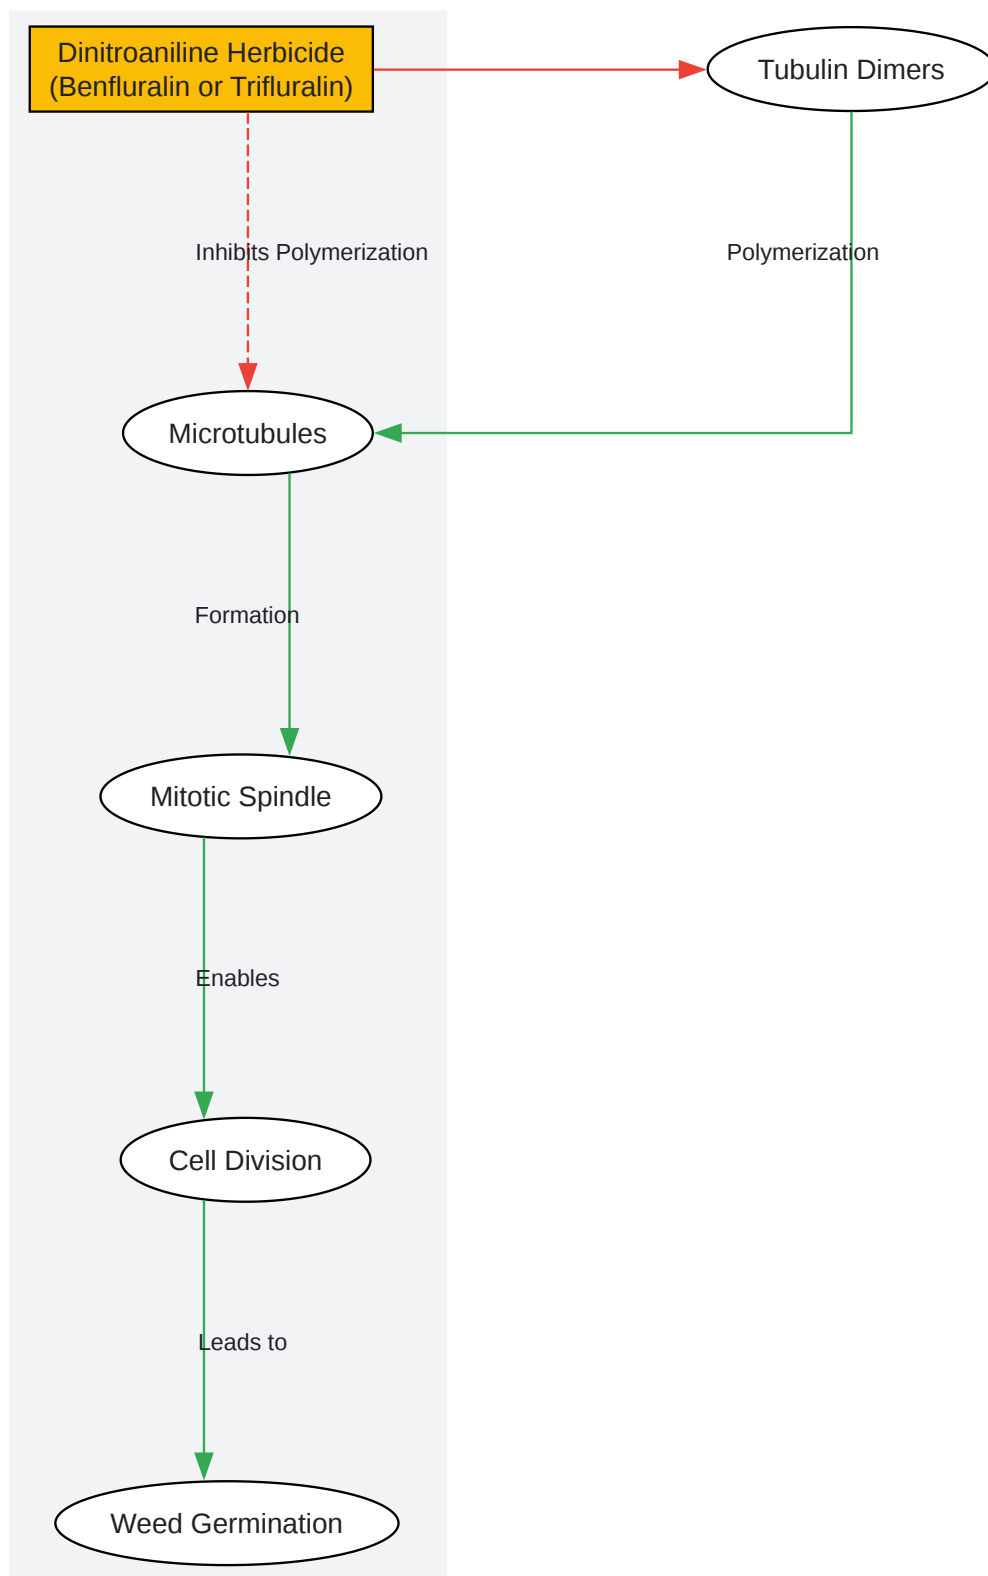 Dinitroaniline Herbicide
(Benfluralin or Trifluralin)
Tubulin Dimers
Inhibits Polymerization
Polymerization
Microtubules
Formation
Mitotic Spindle
Enables
Cell Division
Leads to
Weed Germination